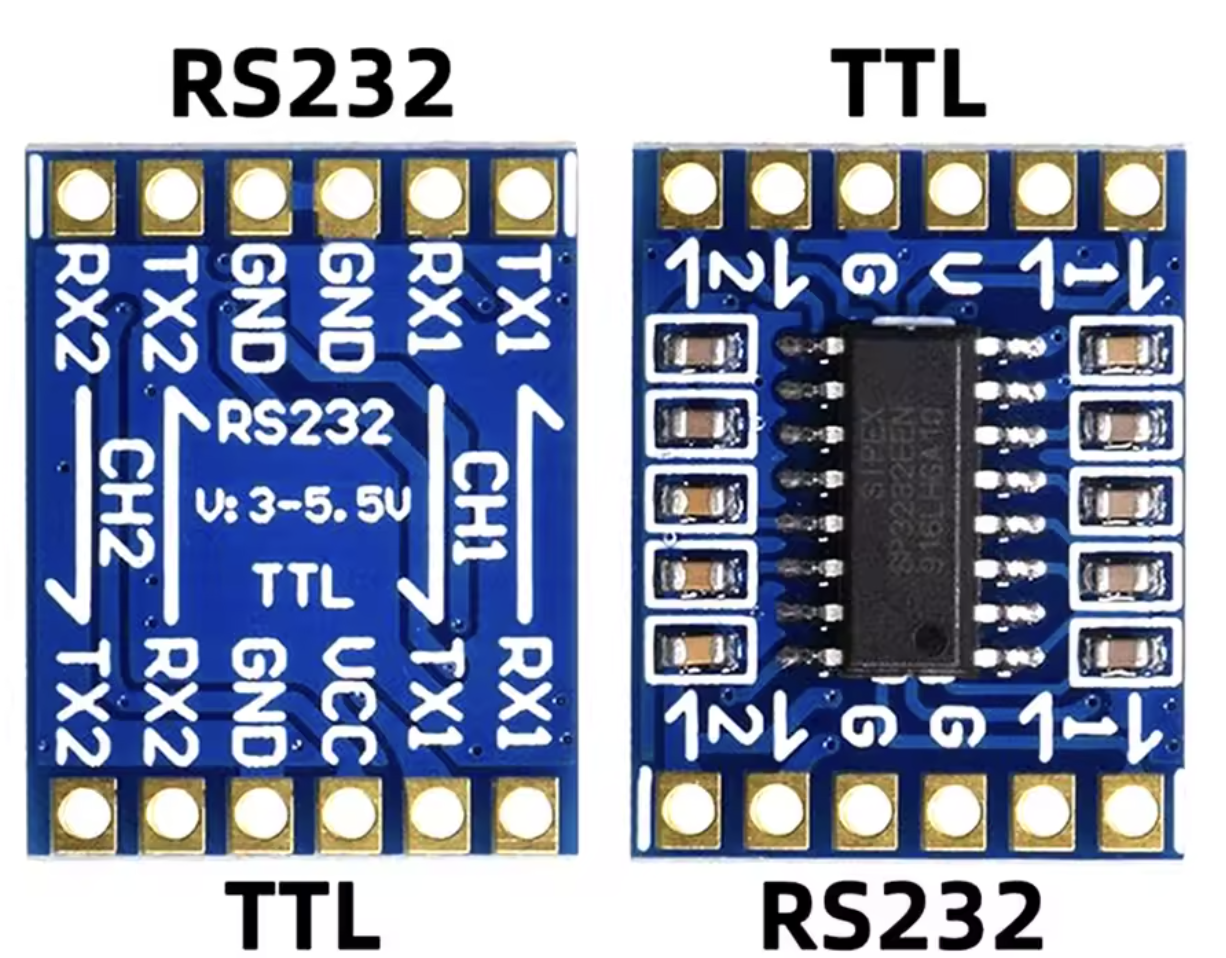 RS232
TTL
RX2
TX2
GND
GND
RX1
TX1
CH2
RS232
V: 3-5.5V
TTL
CH1
TX2
RX2
GND
VCC
TX1
RX1
2
G
V
1
SIPEX
SP3232EEN
2
G
G
1
TTL
RS232